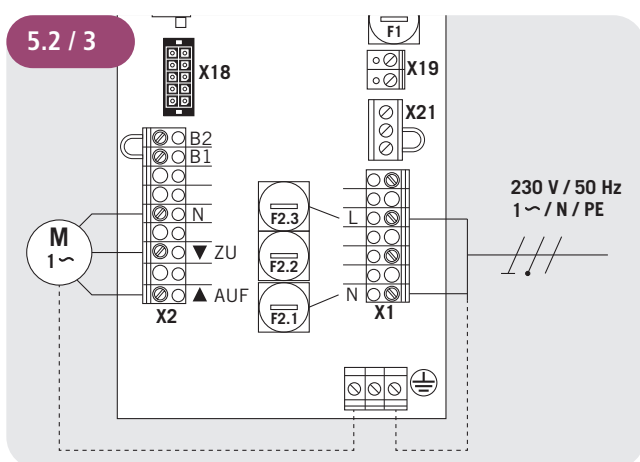 5.2 / 3
F1
X18
X19
X21
B2
B1
230 V / 50 Hz
1~ / N / PE
N
F2.3
L
M
1~
▼ ZU
F2.2
▲ AUF
F2.1
N
X2
X1